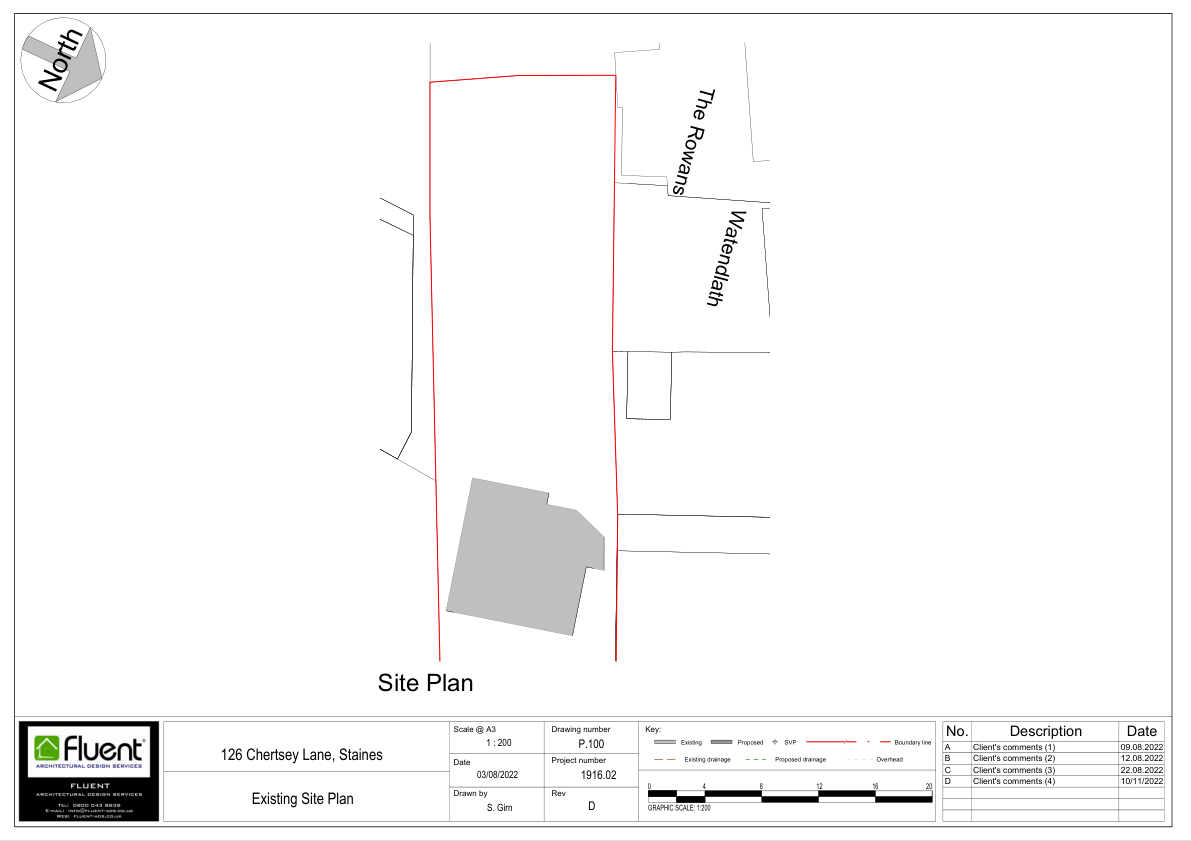 North
The Rowans
Watendlath
Site Plan
Fluent®
ARCHITECTURAL DESIGN SERVICES
FLUENT
ARCHITECTURAL DESIGN SERVICES
Tel: 0800 043 8838
E-mail: info@fluent-ads.co.uk
Web: fluent-ads.co.uk
126 Chertsey Lane, Staines
Existing Site Plan
Scale @ A3
1 : 200
Date
03/08/2022
Drawn by
S. Girn
Drawing number
P.100
Project number
1916.02
Rev
D
Key:
Existing Proposed SVP Boundary line
Existing drainage Proposed drainage Overhead
0 4 8 12 16 20
GRAPHIC SCALE: 1:200
No. Description Date
A Client's comments (1) 09.08.2022
B Client's comments (2) 12.08.2022
C Client's comments (3) 22.08.2022
D Client's comments (4) 10/11/2022